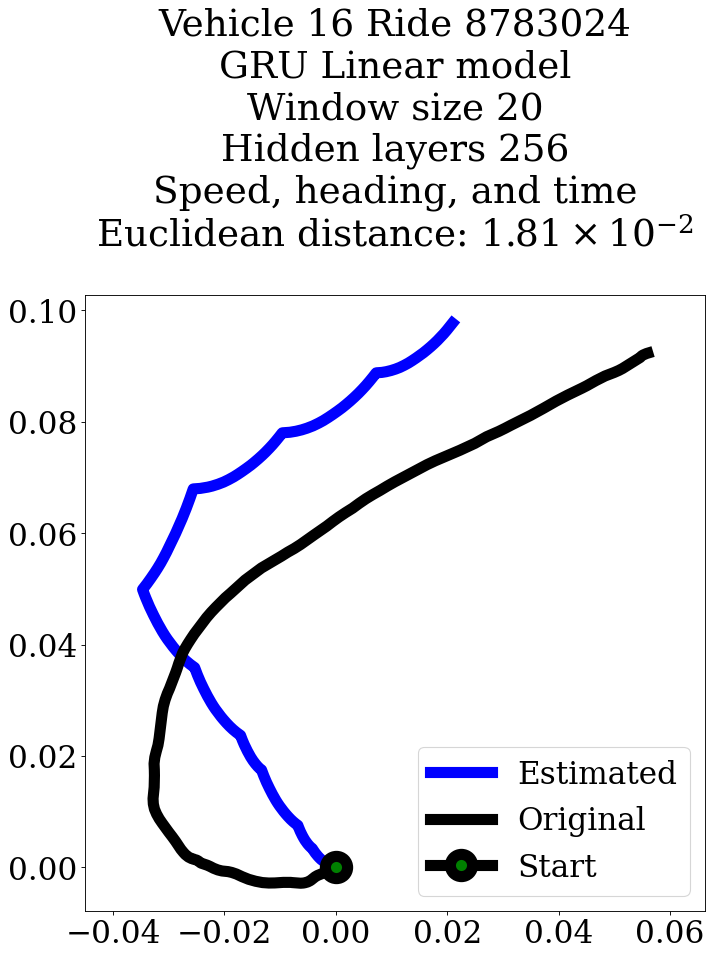 Vehicle 16 Ride 8783024
GRU Linear model
Window size 20
Hidden layers 256
Speed, heading, and time
Euclidean distance: 1.81 × 10⁻²
0.10
0.08
0.06
0.04
0.02
0.00
Estimated
Original
Start
−0.04 −0.02 0.00 0.02 0.04 0.06